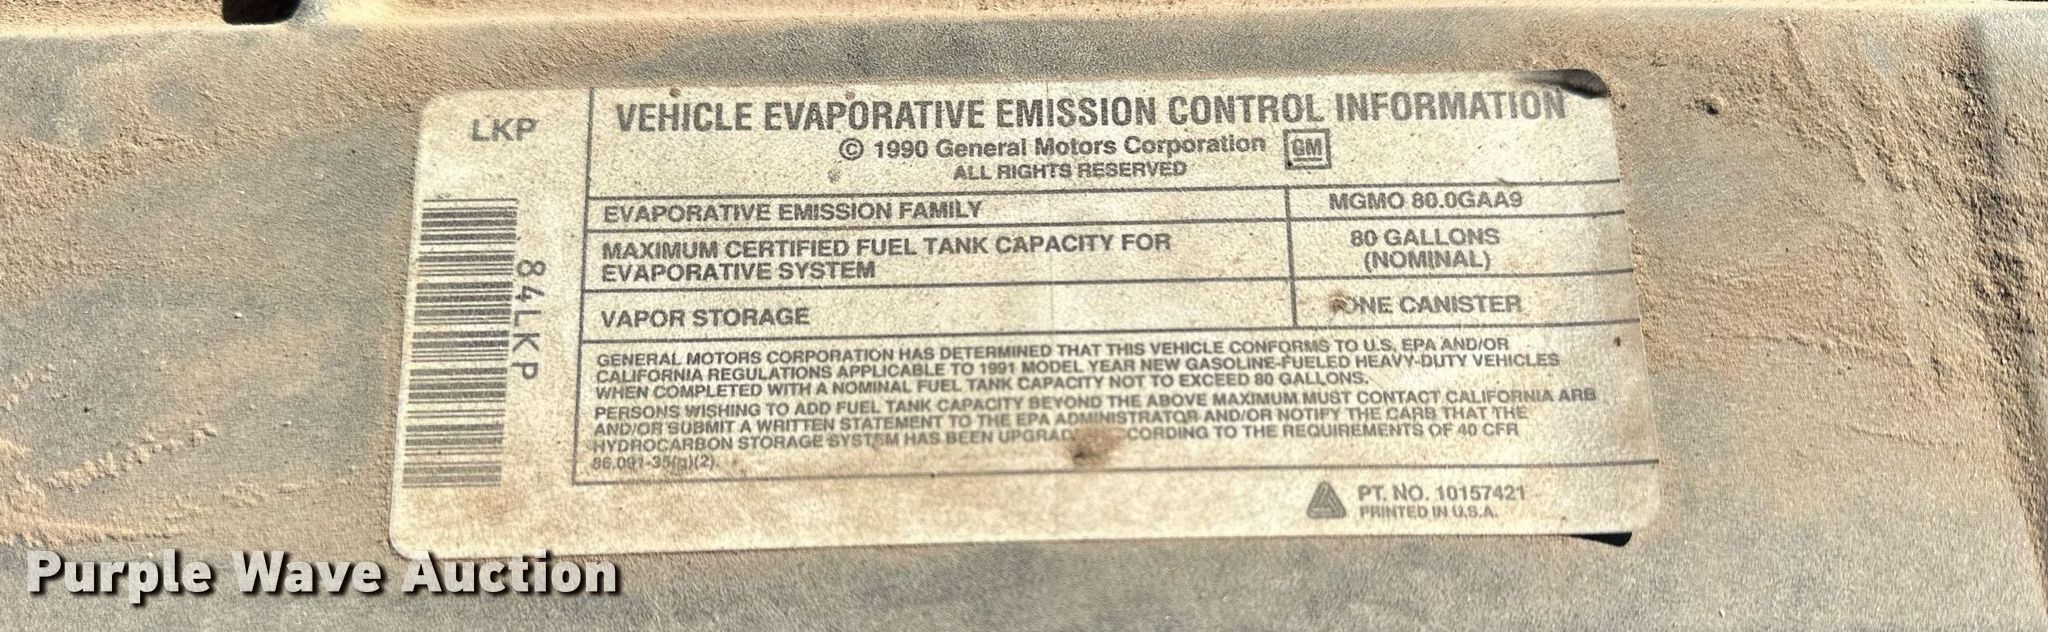 LKP
84LKP
VEHICLE EVAPORATIVE EMISSION CONTROL INFORMATION
© 1990 General Motors Corporation GM
ALL RIGHTS RESERVED
EVAPORATIVE EMISSION FAMILY MGMO 80.0GAA9
MAXIMUM CERTIFIED FUEL TANK CAPACITY FOR
EVAPORATIVE SYSTEM
80 GALLONS
(NOMINAL)
VAPOR STORAGE ONE CANISTER
GENERAL MOTORS CORPORATION HAS DETERMINED THAT THIS VEHICLE CONFORMS TO U.S. EPA AND/OR
CALIFORNIA REGULATIONS APPLICABLE TO 1991 MODEL YEAR NEW GASOLINE-FUELED HEAVY-DUTY VEHICLES
WHEN COMPLETED WITH A NOMINAL FUEL TANK CAPACITY NOT TO EXCEED 80 GALLONS.
PERSONS WISHING TO ADD FUEL TANK CAPACITY BEYOND THE ABOVE MAXIMUM MUST CONTACT CALIFORNIA ARB
AND/OR SUBMIT A WRITTEN STATEMENT TO THE EPA ADMINISTRATOR AND/OR NOTIFY THE CARB THAT THE
HYDROCARBON STORAGE SYSTEM HAS BEEN TO THE REQUIREMENTS OF 40 CFR
86.091-35(g)(2).
PT. NO. 10157421
PRINTED IN U.S.A.
Purple Wave Auction